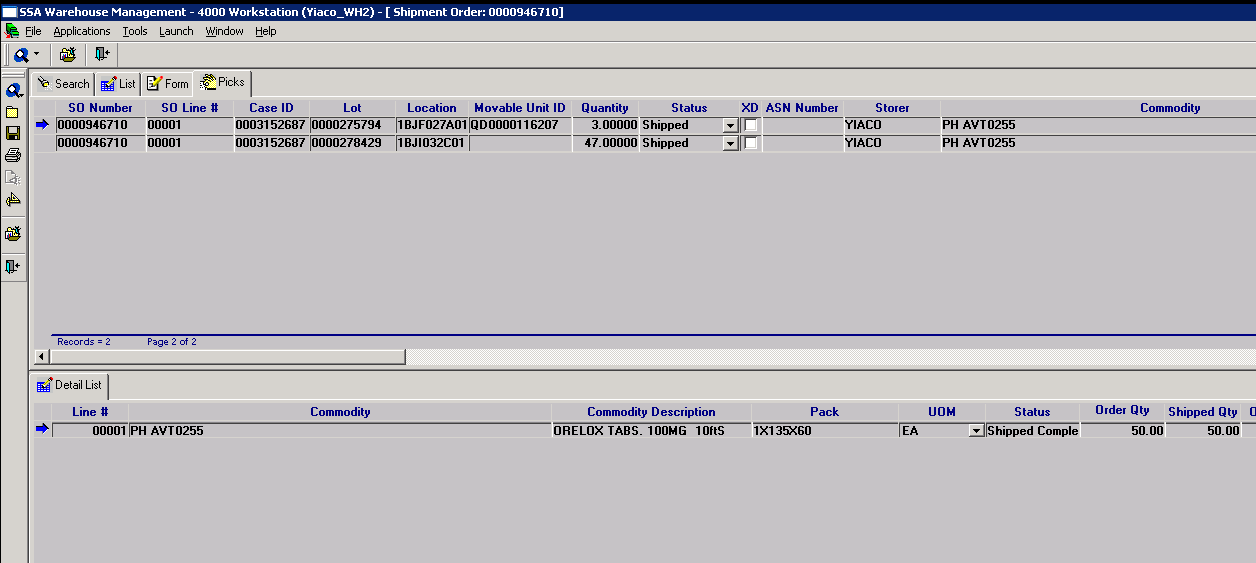 SSA Warehouse Management - 4000 Workstation (Yiaco_WH2) - [ Shipment Order: 0000946710]
File Applications Tools Launch Window Help
Search List Form Picks
SO Number SO Line # Case ID Lot Location Movable Unit ID Quantity Status XD ASN Number Storer Commodity
0000946710 00001 0003152687 0000275794 1BJF027A01 QD0000116207 3.00000 Shipped YIACO PH AVT0255
0000946710 00001 0003152687 0000278429 1BJI032C01 47.00000 Shipped YIACO PH AVT0255
Records = 2 Page 2 of 2
Detail List
Line # Commodity Commodity Description Pack UOM Status Order Qty Shipped Qty O
00001 PH AVT0255 ORELOX TABS. 100MG 10ftS 1X135X60 EA Shipped Comple 50.00 50.00